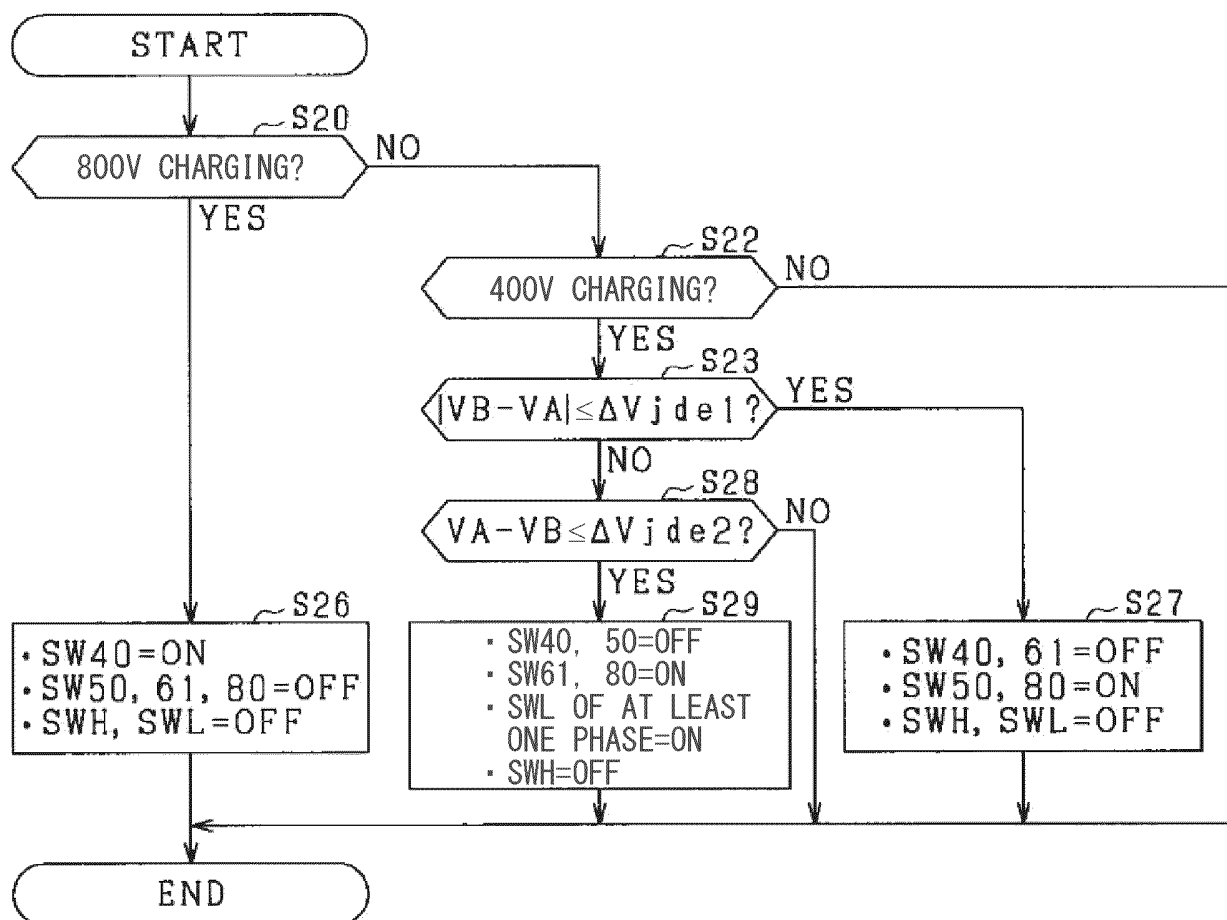 START
S20
800V CHARGING?
NO
YES
S22
400V CHARGING?
NO
YES
S23
|VB-VA|≤ΔVjde1?
YES
NO
S28
VA-VB≤ΔVjde2?
NO
YES
S26
・SW40=ON
・SW50, 61, 80=OFF
・SWH, SWL=OFF
S29
・SW40, 50=OFF
・SW61, 80=ON
・SWL OF AT LEAST
ONE PHASE=ON
・SWH=OFF
S27
・SW40, 61=OFF
・SW50, 80=ON
・SWH, SWL=OFF
END